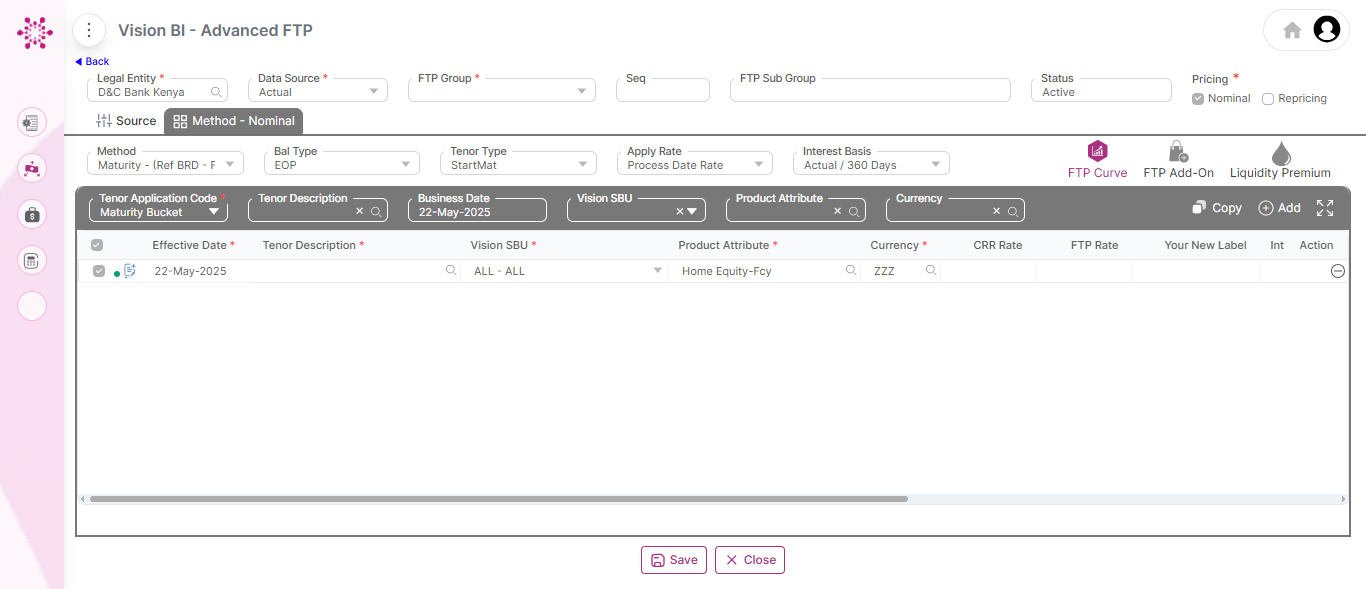 Vision BI - Advanced FTP
Back
Legal Entity * Data Source * FTP Group * Seq FTP Sub Group Status Pricing *
D&C Bank Kenya Actual Active Nominal Repricing
Source Method - Nominal
Method Bal Type Tenor Type Apply Rate Interest Basis
Maturity - (Ref BRD - F EOP StartMat Process Date Rate Actual / 360 Days
FTP Curve FTP Add-On Liquidity Premium
Tenor Application Code * Tenor Description Business Date Vision SBU Product Attribute Currency
Maturity Bucket 22-May-2025 Copy Add
Effective Date * Tenor Description * Vision SBU * Product Attribute * Currency * CRR Rate FTP Rate Your New Label Int Action
22-May-2025 ALL - ALL Home Equity-Fcy ZZZ
Save Close